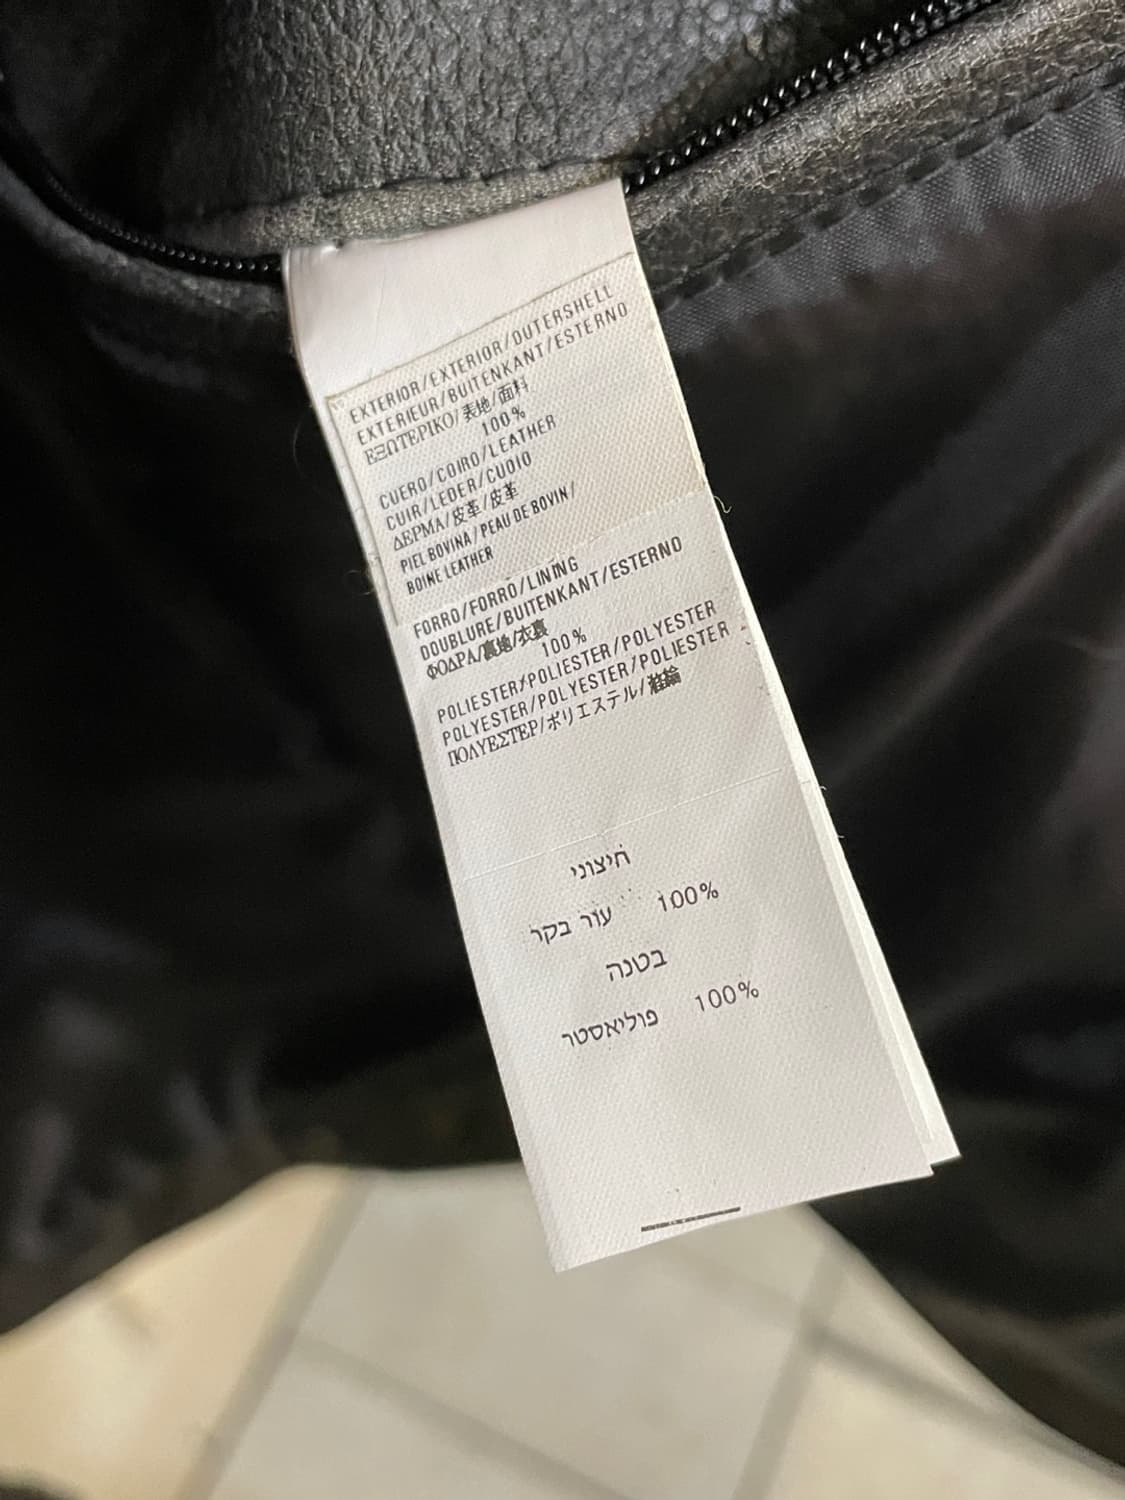 EXTERIOR/EXTERIOR/OUTERSHELL
EXTERIEUR/BUITENKANT/ESTERNO
ΕΞΩΤΕΡΙΚΟ/表地/面料
100%
CUERO/COIRO/LEATHER
CUIR/LEDER/CUOIO
ΔΕΡΜΑ/皮革/皮革
PIEL BOVINA/PEAU DE BOVIN/
BOINE LEATHER
FORRO/FORRO/LINING
DOUBLURE/BUITENKANT/ESTERNO
ΦΟΔΡΑ/裏地/衣裏
100%
POLIESTER/POLIESTER/POLYESTER
POLYESTER/POLYESTER/POLIESTER
ΠΟΛΥΕΣΤΕΡ/ポリエステル/
חיצוני
100% עור בקר
בטנה
100% פוליאסטר